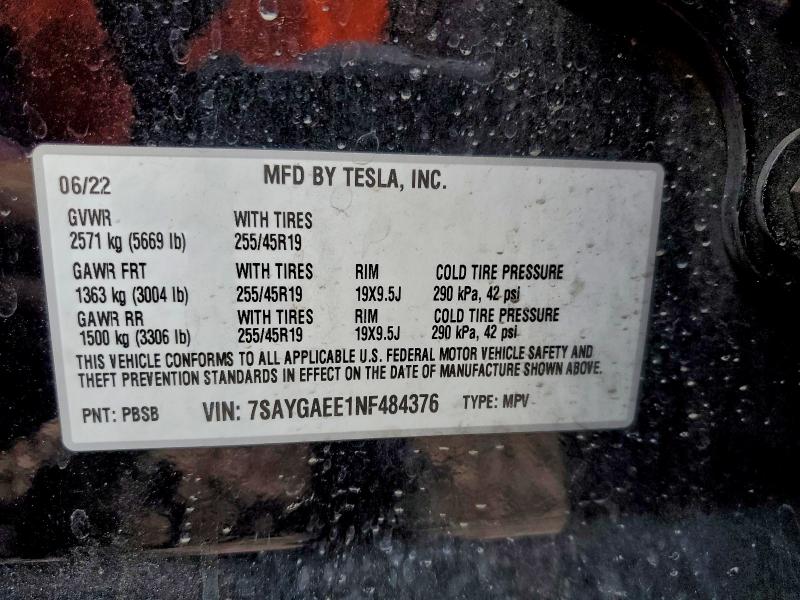 06/22 MFD BY TESLA, INC.
GVWR WITH TIRES
2571 kg (5669 lb) 255/45R19
GAWR FRT WITH TIRES RIM COLD TIRE PRESSURE
1363 kg (3004 lb) 255/45R19 19X9.5J 290 kPa, 42 psi
GAWR RR WITH TIRES RIM COLD TIRE PRESSURE
1500 kg (3306 lb) 255/45R19 19X9.5J 290 kPa, 42 psi
THIS VEHICLE CONFORMS TO ALL APPLICABLE U.S. FEDERAL MOTOR VEHICLE SAFETY AND
THEFT PREVENTION STANDARDS IN EFFECT ON THE DATE OF MANUFACTURE SHOWN ABOVE.
PNT: PBSB VIN: 7SAYGAEE1NF484376 TYPE: MPV